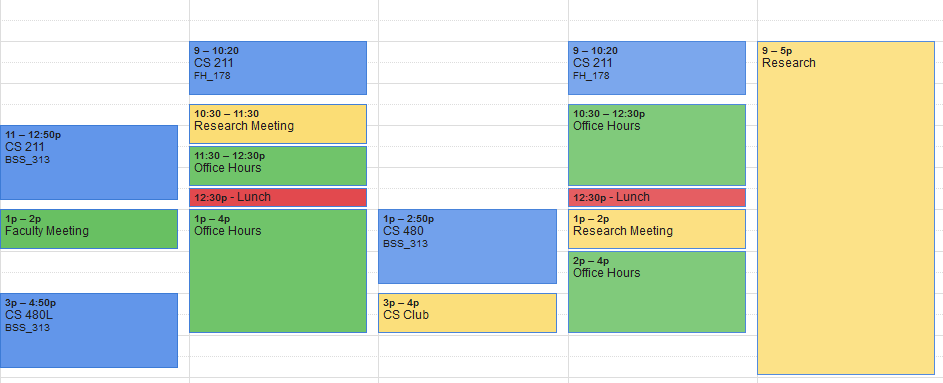 11 – 12:50p
CS 211
BSS_313
1p – 2p
Faculty Meeting
3p – 4:50p
CS 480L
BSS_313
9 – 10:20
CS 211
FH_178
10:30 – 11:30
Research Meeting
11:30 – 12:30p
Office Hours
12:30p - Lunch
1p – 4p
Office Hours
1p – 2:50p
CS 480
BSS_313
3p – 4p
CS Club
9 – 10:20
CS 211
FH_178
10:30 – 12:30p
Office Hours
12:30p - Lunch
1p – 2p
Research Meeting
2p – 4p
Office Hours
9 – 5p
Research